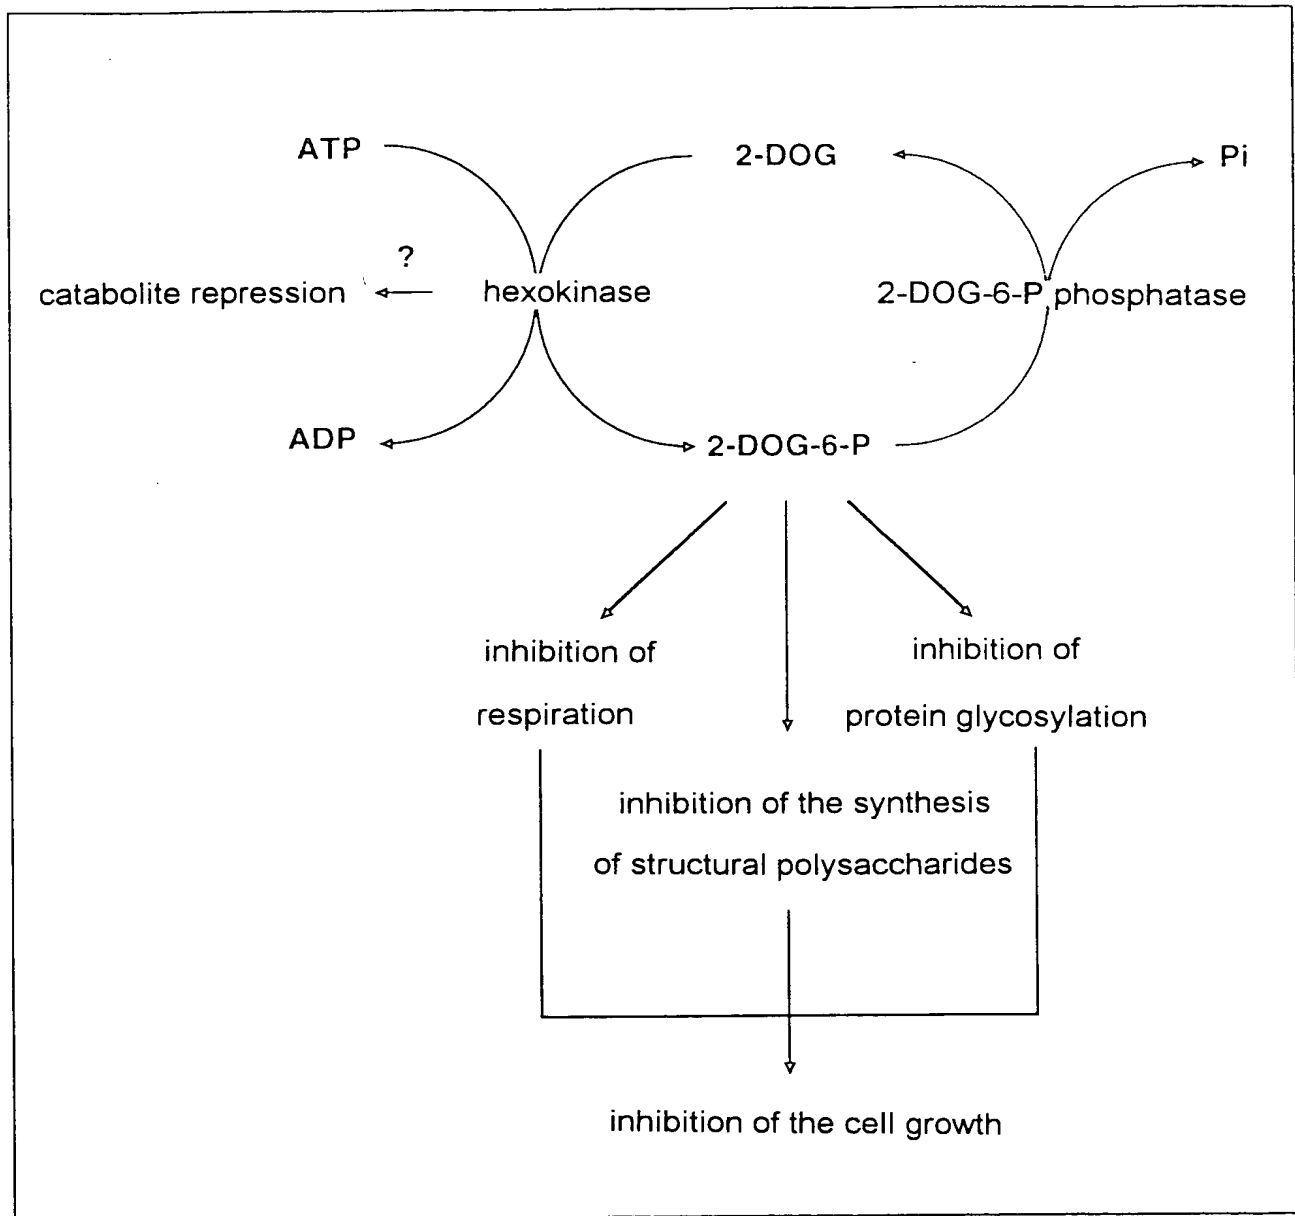 ATP
2-DOG
Pi
?
catabolite repression
hexokinase
2-DOG-6-P phosphatase
ADP
2-DOG-6-P
inhibition of
respiration
inhibition of
protein glycosylation
inhibition of the synthesis
of structural polysaccharides
inhibition of the cell growth